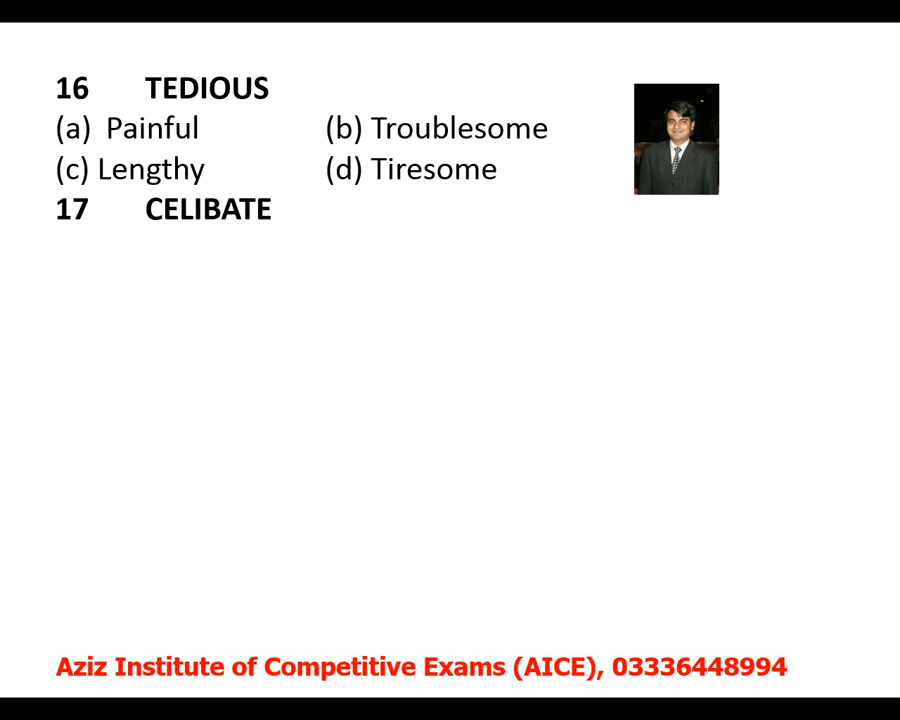 16 TEDIOUS
(a) Painful (b) Troublesome
(c) Lengthy (d) Tiresome
17 CELIBATE
Aziz Institute of Competitive Exams (AICE), 03336448994